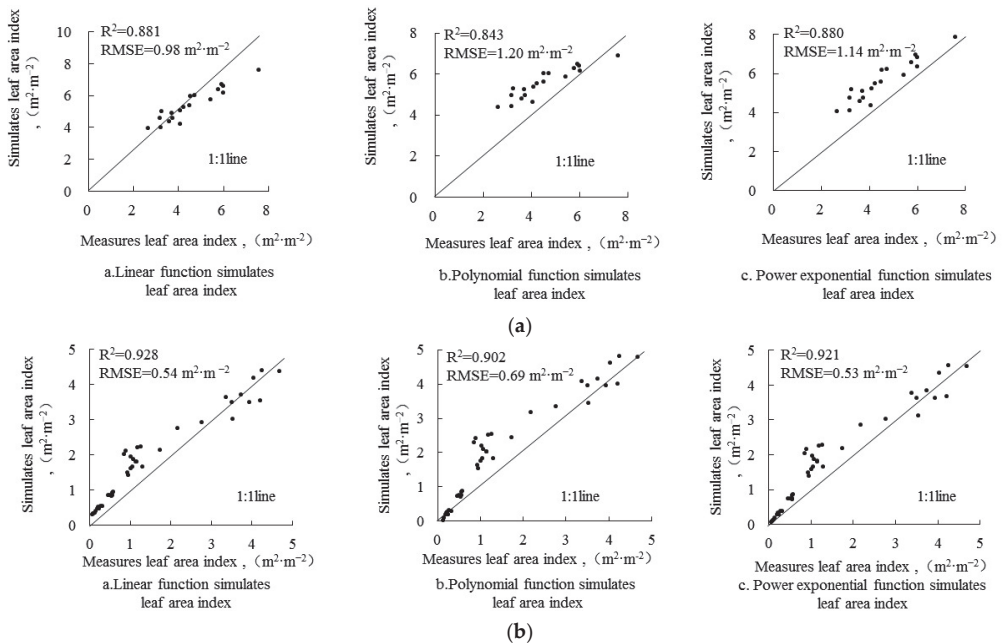 R²=0.881
RMSE=0.98 m²·m⁻²
Simulates leaf area index
, (m²·m⁻²)
10
8
6
4
2
0
1:1line
0 2 4 6 8
Measures leaf area index , (m²·m⁻²)
a.Linear function simulates
leaf area index
R²=0.843
RMSE=1.20 m²·m⁻²
Simulates leaf area index
, (m²·m⁻²)
8
6
4
2
0
1:1line
0 2 4 6 8
Measures leaf area index , (m²·m⁻²)
b.Polynomial function simulates
leaf area index
R²=0.880
RMSE=1.14 m²·m⁻²
Simulates leaf area index
, (m²·m⁻²)
8
6
4
2
0
1:1line
0 2 4 6 8
Measures leaf area index , (m²·m⁻²)
c. Power exponential function simulates
leaf area index
(a)
R²=0.928
RMSE=0.54 m²·m⁻²
Simulates leaf area index
, (m²·m⁻²)
5
4
3
2
1
0
1:1line
0 1 2 3 4 5
Measures leaf area index , (m²·m⁻²)
a.Linear function simulates
leaf area index
R²=0.902
RMSE=0.69 m²·m⁻²
Simulates leaf area index
, (m²·m⁻²)
5
4
3
2
1
0
1:1line
0 1 2 3 4 5
Measures leaf area index , (m²·m⁻²)
b.Polynomial function simulates
leaf area index
R²=0.921
RMSE=0.53 m²·m⁻²
Simulates leaf area index
, (m²·m⁻²)
5
4
3
2
1
0
1:1line
0 1 2 3 4 5
Measures leaf area index , (m²·m⁻²)
c. Power exponential function simulates
leaf area index
(b)